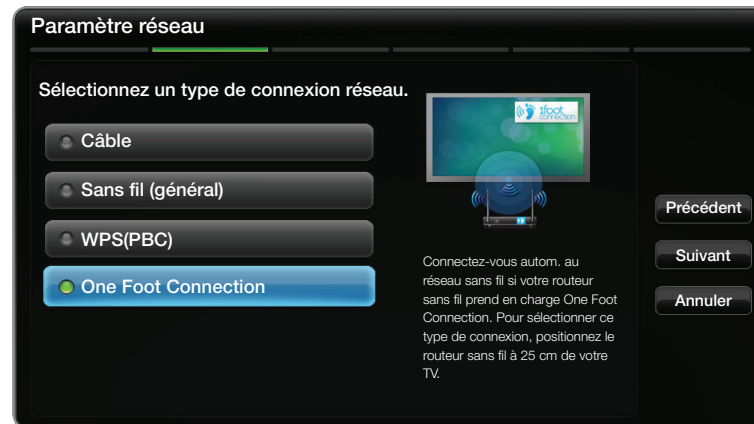 Paramètre réseau
Sélectionnez un type de connexion réseau.
Câble
Sans fil (général)
WPS(PBC)
One Foot Connection
1foot
connection
Connectez-vous autom. au
réseau sans fil si votre routeur
sans fil prend en charge One Foot
Connection. Pour sélectionner ce
type de connexion, positionnez le
routeur sans fil à 25 cm de votre
TV.
Précédent
Suivant
Annuler